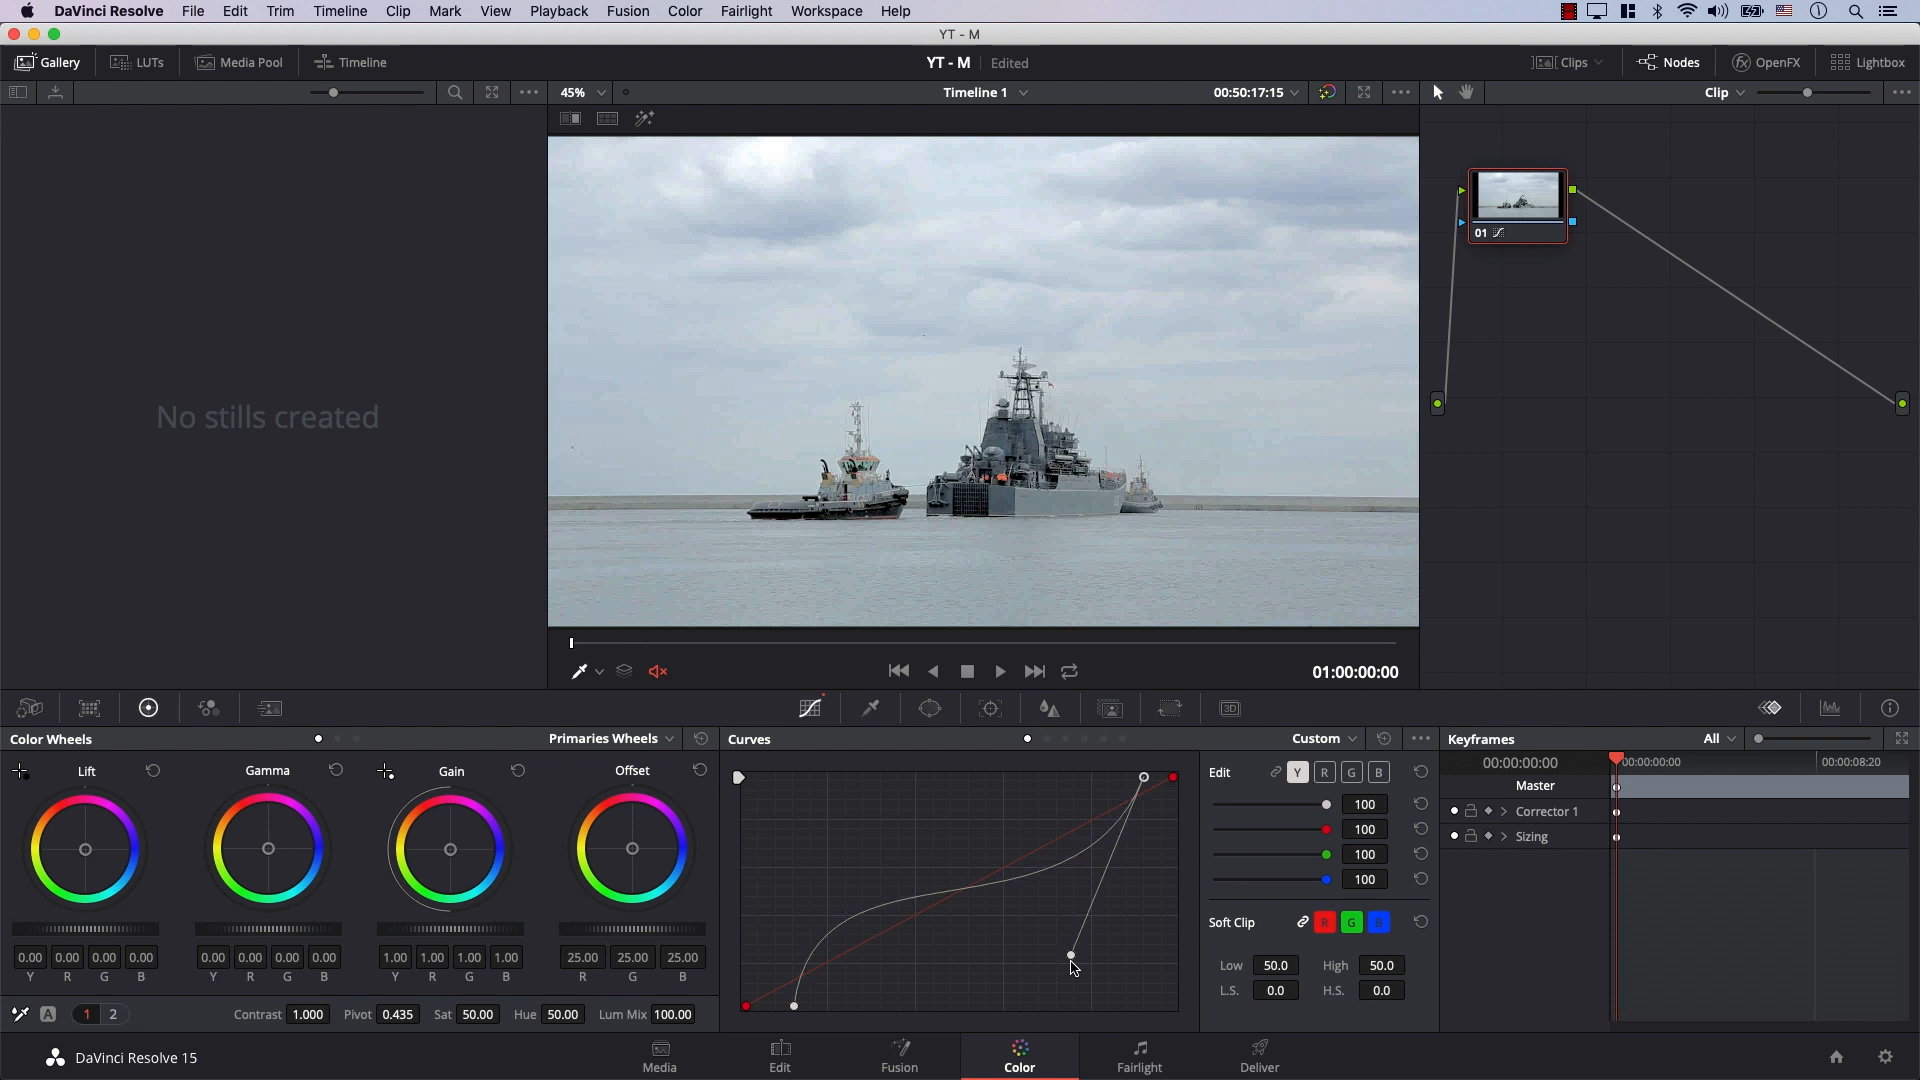 DaVinci Resolve File Edit Trim Timeline Clip Mark View Playback Fusion Color Fairlight Workspace Help
YT - M
Gallery LUTs Media Pool Timeline YT - M Edited Clips Nodes OpenFX Lightbox
45% Timeline 1 00:50:17:15 Clip
01
No stills created
01:00:00:00
Color Wheels Primaries Wheels Curves Custom Keyframes All
Lift Gamma Gain Offset
Edit Y R G B
100
100
100
100
Soft Clip R G B
Low 50.0 High 50.0
L.S. 0.0 H.S. 0.0
00:00:00:00 00:00:00:00 00:00:08:20
Master
Corrector 1
Sizing
0.00 0.00 0.00 0.00 0.00 0.00 0.00 0.00 1.00 1.00 1.00 1.00 25.00 25.00 25.00
Y R G B Y R G B Y R G B R G B
A 1 2 Contrast 1.000 Pivot 0.435 Sat 50.00 Hue 50.00 Lum Mix 100.00
DaVinci Resolve 15 Media Edit Fusion Color Fairlight Deliver
3D